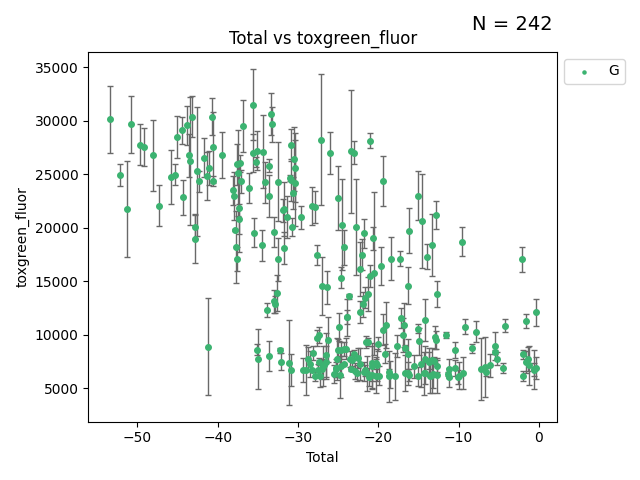 N = 242
Total vs toxgreen_fluor
G
toxgreen_fluor
35000
30000
25000
20000
15000
10000
5000
−50 −40 −30 −20 −10 0
Total